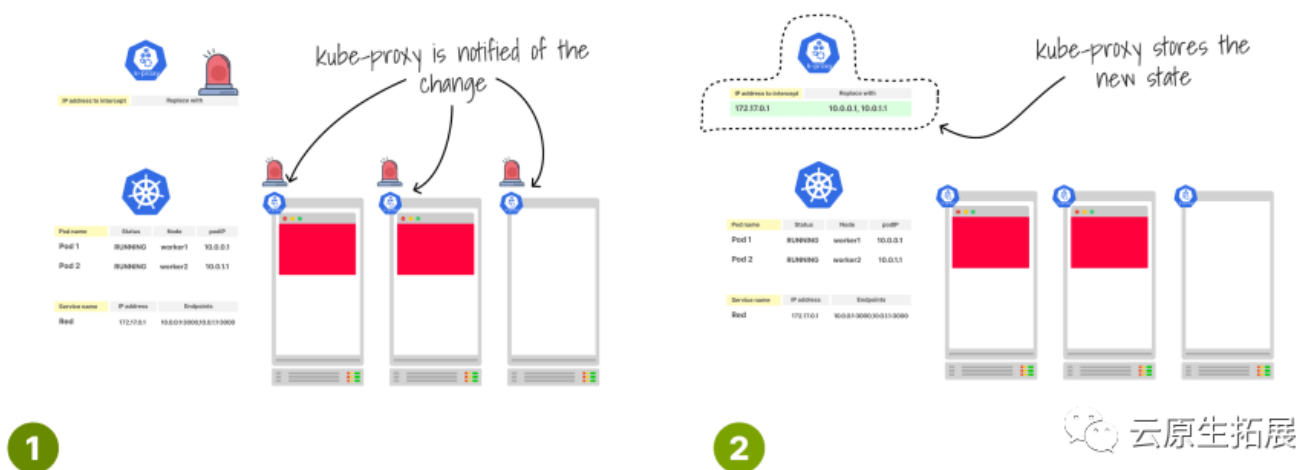 kube-proxy is notified of the
change
k-proxy
IP address to intercept Replace with
Pod name Status Node podIP
Pod 1 RUNNING worker1 10.0.0.1
Pod 2 RUNNING worker2 10.0.1.1
Service name IP address Endpoints
Red 172.17.0.1 10.0.0.1:3000,10.0.1.1:3000
1
kube-proxy stores the
new state
k-proxy
IP address to intercept Replace with
172.17.0.1 10.0.0.1, 10.0.1.1
Pod name Status Node podIP
Pod 1 RUNNING worker1 10.0.0.1
Pod 2 RUNNING worker2 10.0.1.1
Service name IP address Endpoints
Red 172.17.0.1 10.0.0.1:3000,10.0.1.1:3000
2
云原生拓展